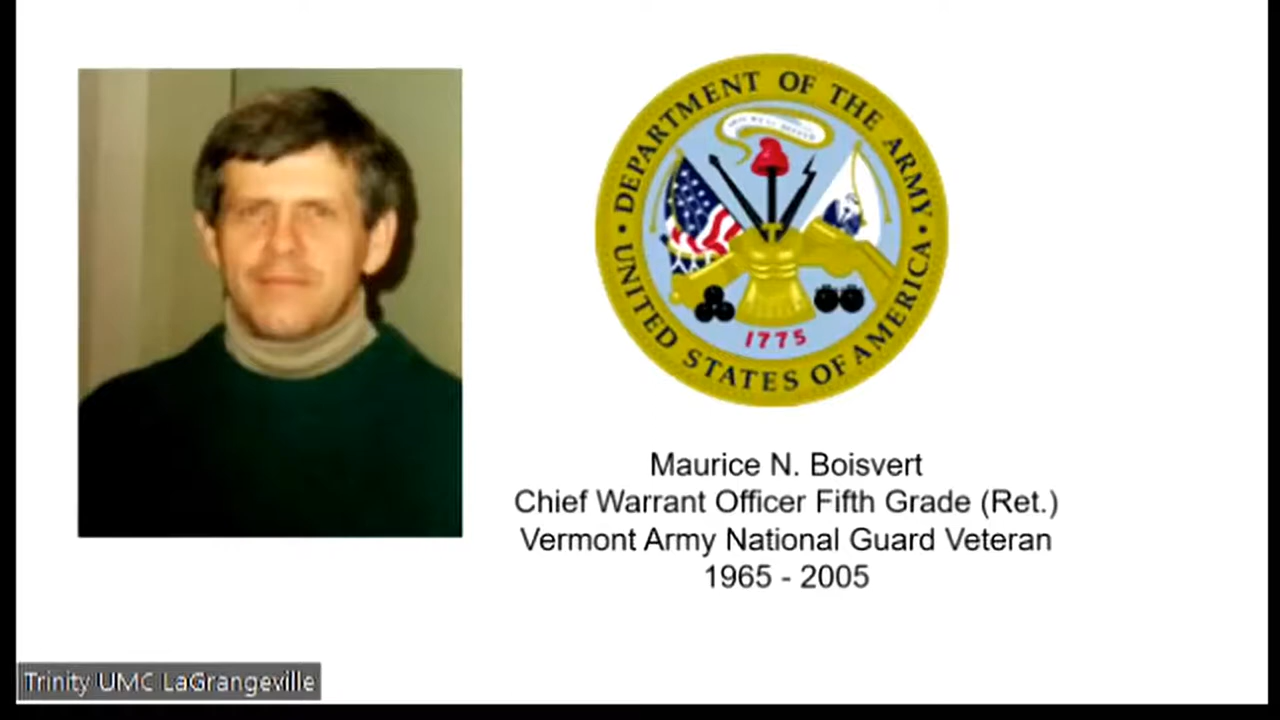 DEPARTMENT OF THE ARMY
UNITED STATES OF AMERICA
1775
Maurice N. Boisvert
Chief Warrant Officer Fifth Grade (Ret.)
Vermont Army National Guard Veteran
1965 - 2005
Trinity UMC LaGrangeville